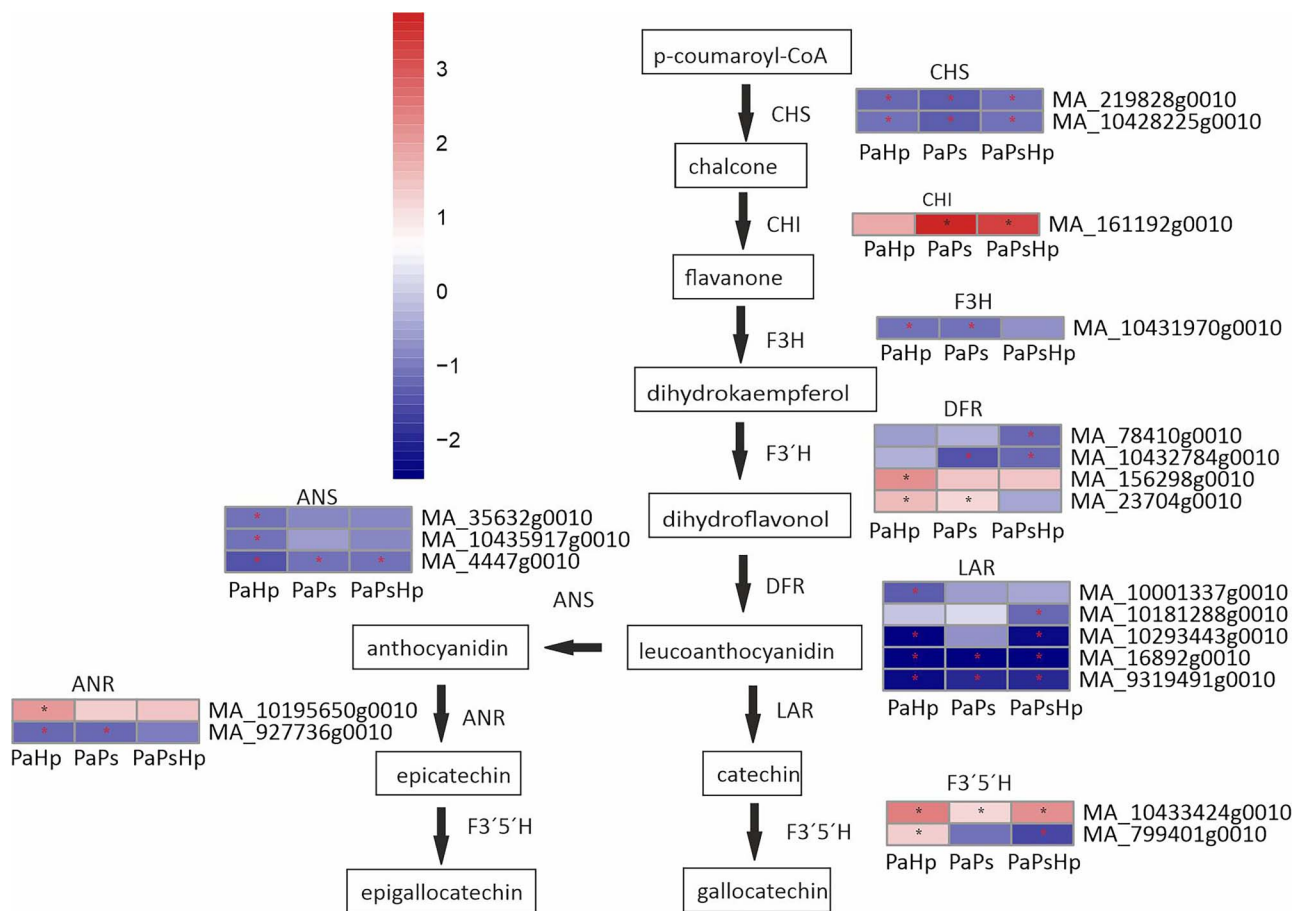 3
2
1
0
−1
−2
p-coumaroyl-CoA
CHS
chalcone
CHI
flavanone
F3H
dihydrokaempferol
F3´H
dihydroflavonol
DFR
leucoanthocyanidin
ANS
anthocyanidin
ANR
epicatechin
F3´5´H
epigallocatechin
LAR
catechin
F3´5´H
gallocatechin
CHS
* * * MA_219828g0010
* * * MA_10428225g0010
PaHp PaPs PaPsHp
CHI
* * MA_161192g0010
PaHp PaPs PaPsHp
F3H
* * MA_10431970g0010
PaHp PaPs PaPsHp
DFR
* MA_78410g0010
* * MA_10432784g0010
* MA_156298g0010
* * MA_23704g0010
PaHp PaPs PaPsHp
LAR
* MA_10001337g0010
* MA_10181288g0010
* * MA_10293443g0010
* * * MA_16892g0010
* * * MA_9319491g0010
PaHp PaPs PaPsHp
F3´5´H
* * * MA_10433424g0010
* * MA_799401g0010
PaHp PaPs PaPsHp
ANS
* MA_35632g0010
* MA_10435917g0010
* * * MA_4447g0010
PaHp PaPs PaPsHp
ANR
* MA_10195650g0010
* * MA_927736g0010
PaHp PaPs PaPsHp